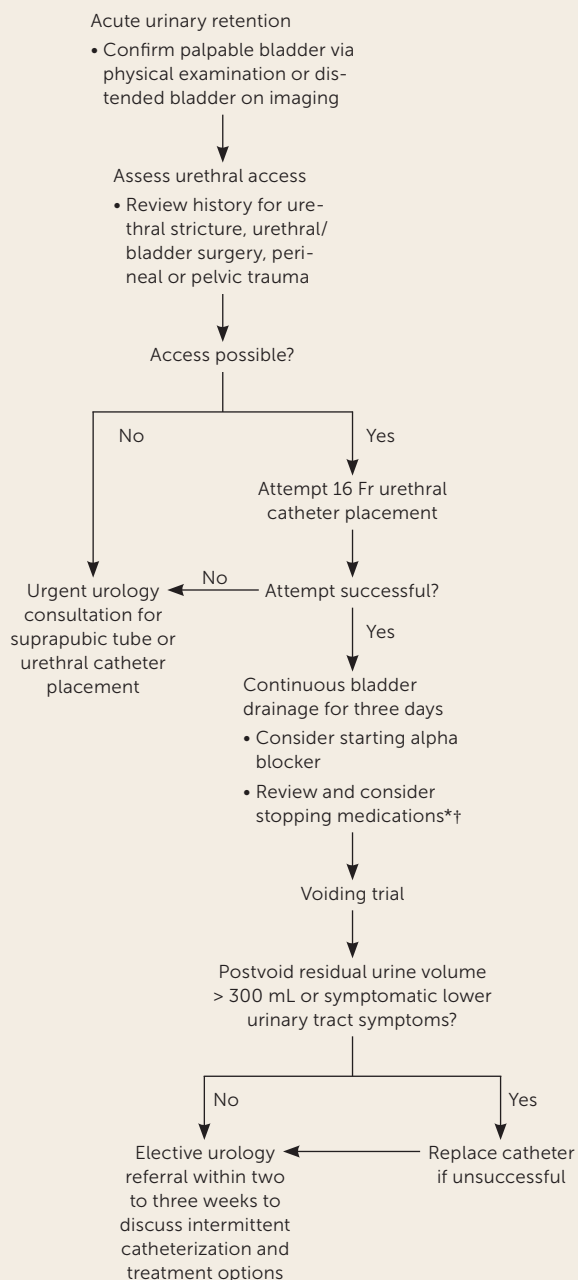 Acute urinary retention
• Confirm palpable bladder via
physical examination or dis-
tended bladder on imaging
Assess urethral access
• Review history for ure-
thral stricture, urethral/
bladder surgery, peri-
neal or pelvic trauma
Access possible?
No
Yes
Attempt 16 Fr urethral
catheter placement
Urgent urology
consultation for
suprapubic tube or
urethral catheter
placement
No
Attempt successful?
Yes
Continuous bladder
drainage for three days
• Consider starting alpha
blocker
• Review and consider
stopping medications*†
Voiding trial
Postvoid residual urine volume
> 300 mL or symptomatic lower
urinary tract symptoms?
No
Yes
Elective urology
referral within two
to three weeks to
discuss intermittent
catheterization and
treatment options
Replace catheter
if unsuccessful